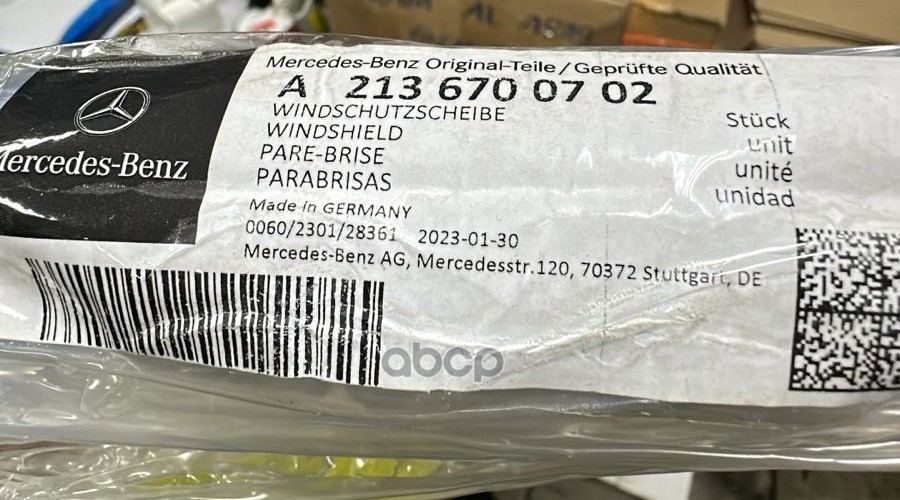 Mercedes-Benz Original-Teile / Geprüfte Qualität
A 213 670 07 02
WINDSCHUTZSCHEIBE
WINDSHIELD
PARE-BRISE
PARABRISAS
Stück
unit
unité
unidad
Mercedes-Benz
Made in GERMANY
0060/2301/28361 2023-01-30
Mercedes-Benz AG, Mercedesstr.120, 70372 Stuttgart, DE
abcp